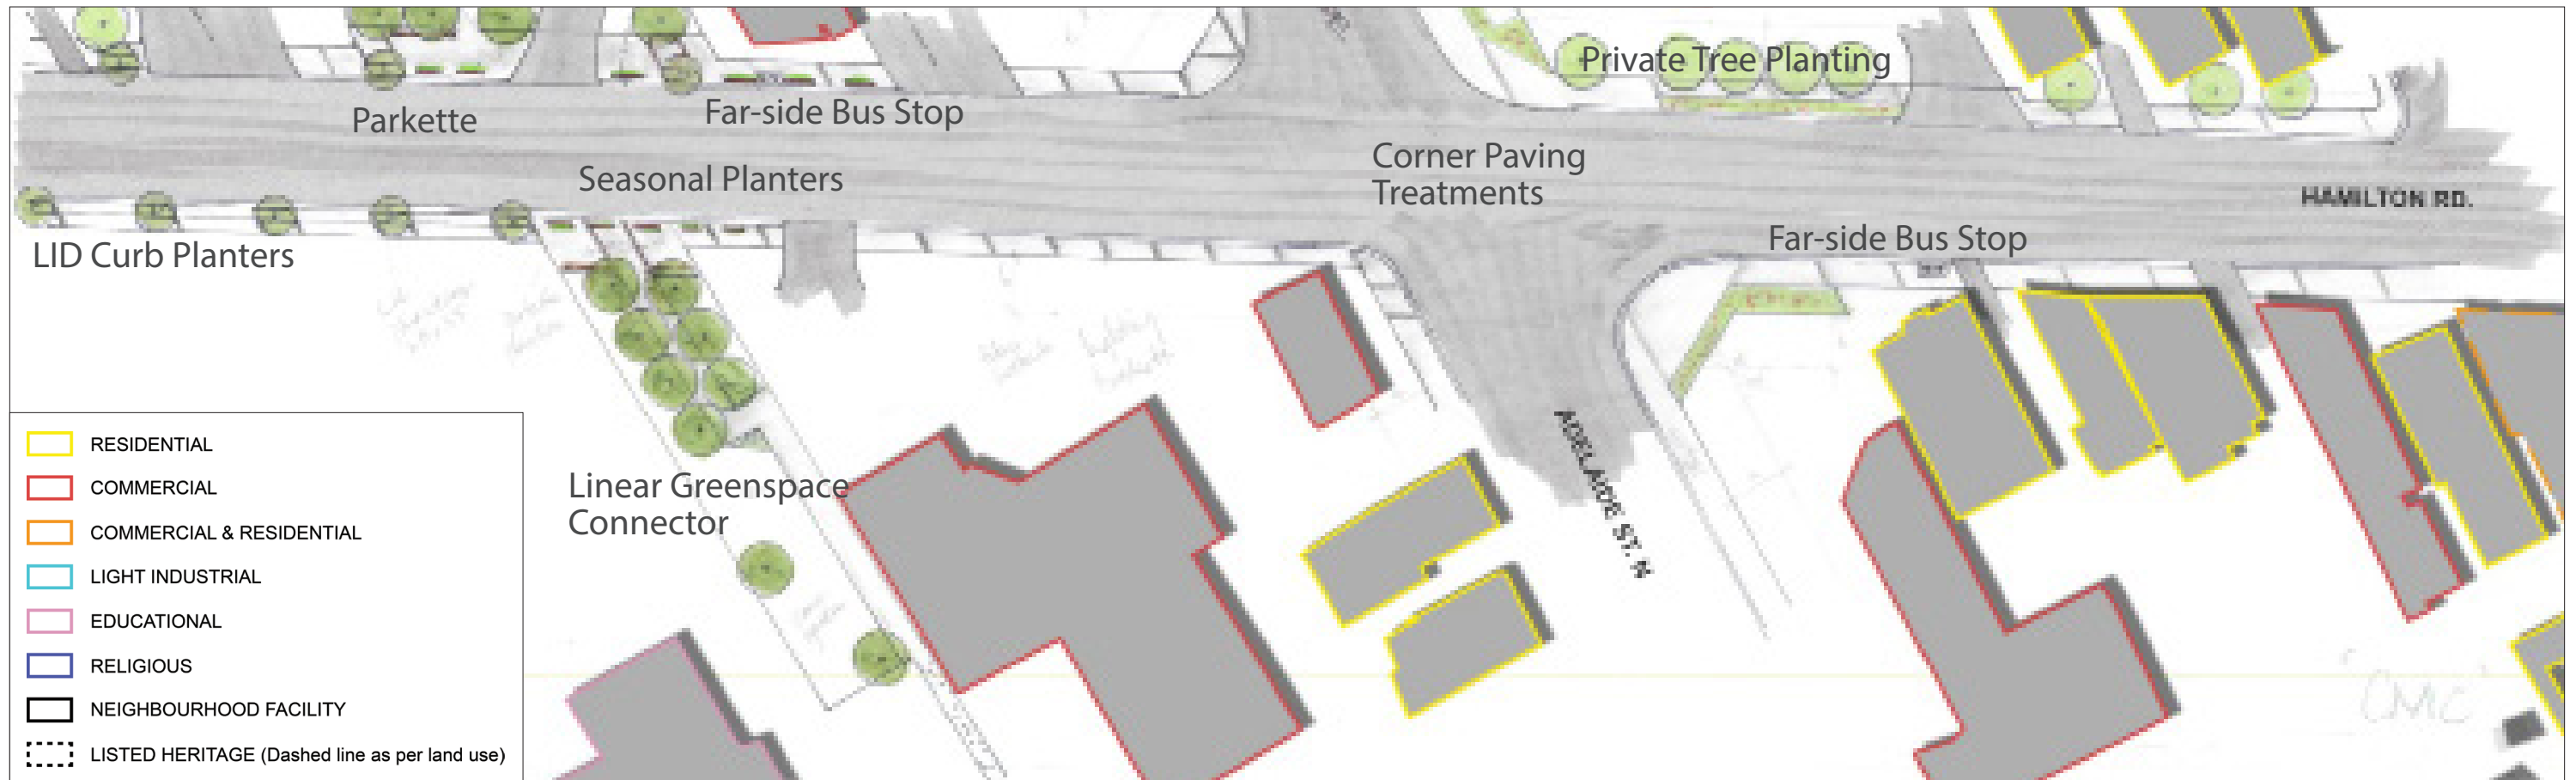 Private Tree Planting
Parkette
Far-side Bus Stop
Seasonal Planters
Corner Paving
Treatments
HAMILTON RD.
LID Curb Planters
Far-side Bus Stop
ADELAIDE ST. N
Linear Greenspace
Connector
RESIDENTIAL
COMMERCIAL
COMMERCIAL & RESIDENTIAL
LIGHT INDUSTRIAL
EDUCATIONAL
RELIGIOUS
NEIGHBOURHOOD FACILITY
LISTED HERITAGE (Dashed line as per land use)
"CMC"